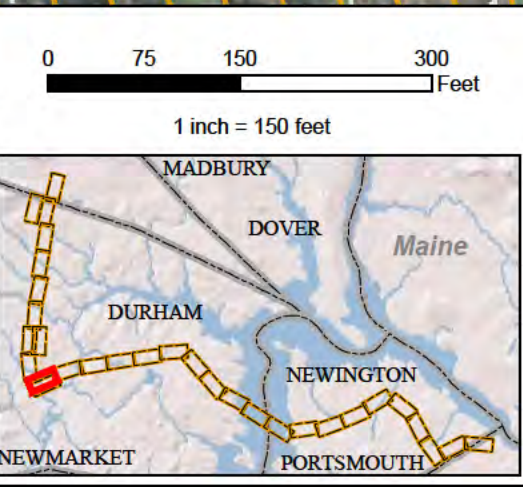 0 75 150 300
Feet
1 inch = 150 feet
MADBURY
DOVER
Maine
DURHAM
NEWINGTON
NEWMARKET
PORTSMOUTH